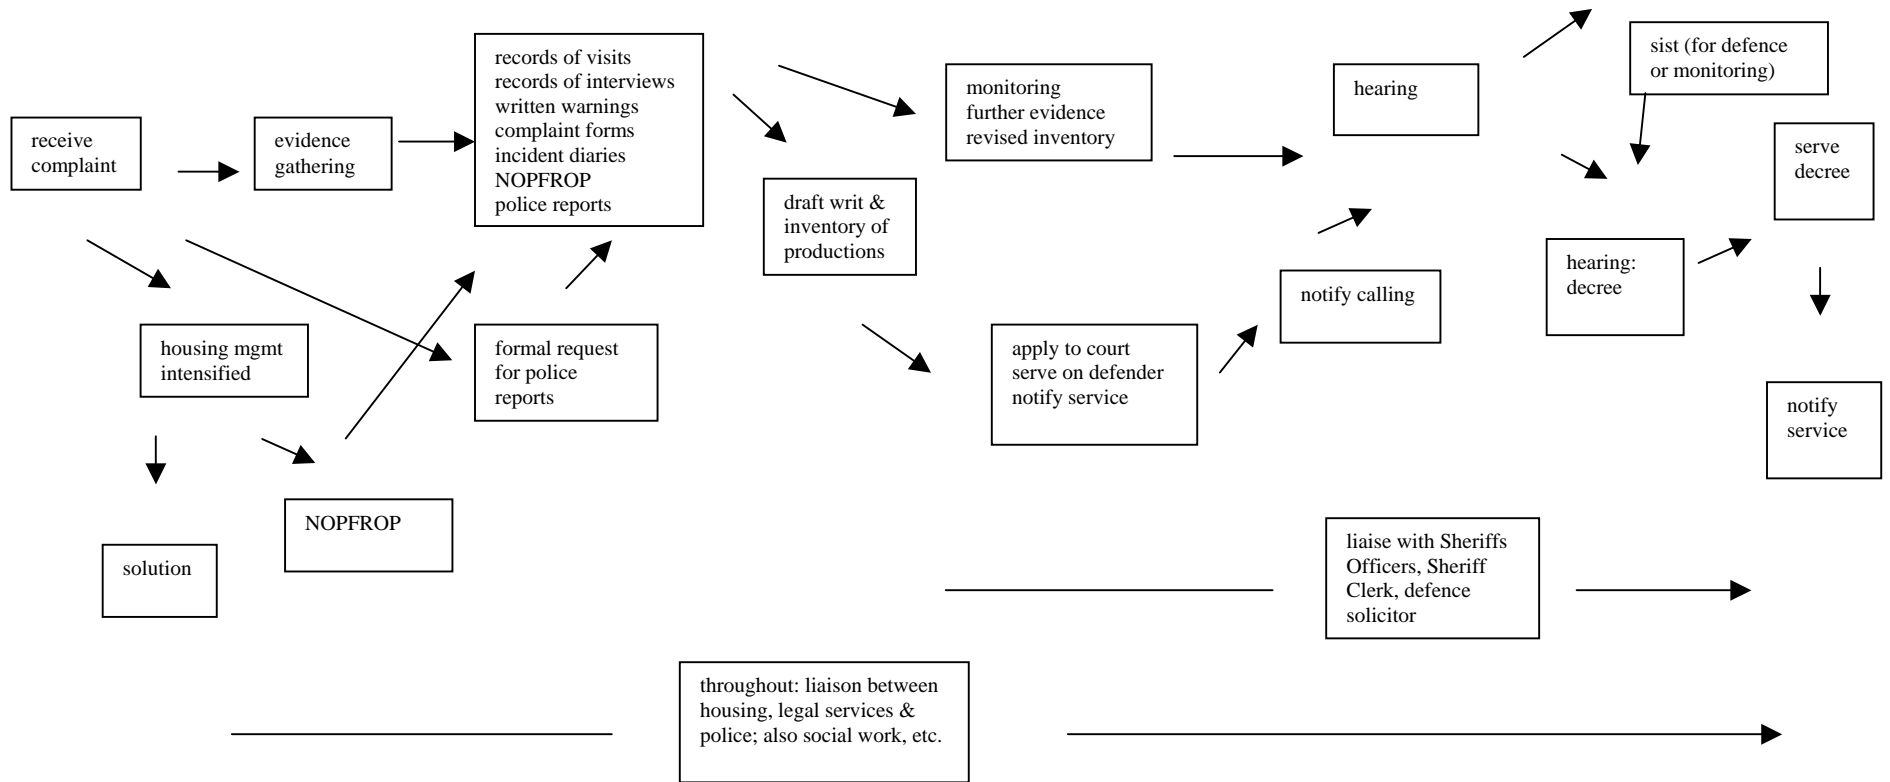 receive
complaint
evidence
gathering
records of visits
records of interviews
written warnings
complaint forms
incident diaries
NOPFROP
police reports
housing mgmt
intensified
formal request
for police
reports
solution
NOPFROP
draft writ &
inventory of
productions
monitoring
further evidence
revised inventory
apply to court
serve on defender
notify service
notify calling
hearing
sist (for defence
or monitoring)
hearing:
decree
serve
decree
notify
service
liaise with Sheriffs
Officers, Sheriff
Clerk, defence
solicitor
throughout: liaison between
housing, legal services &
police; also social work, etc.